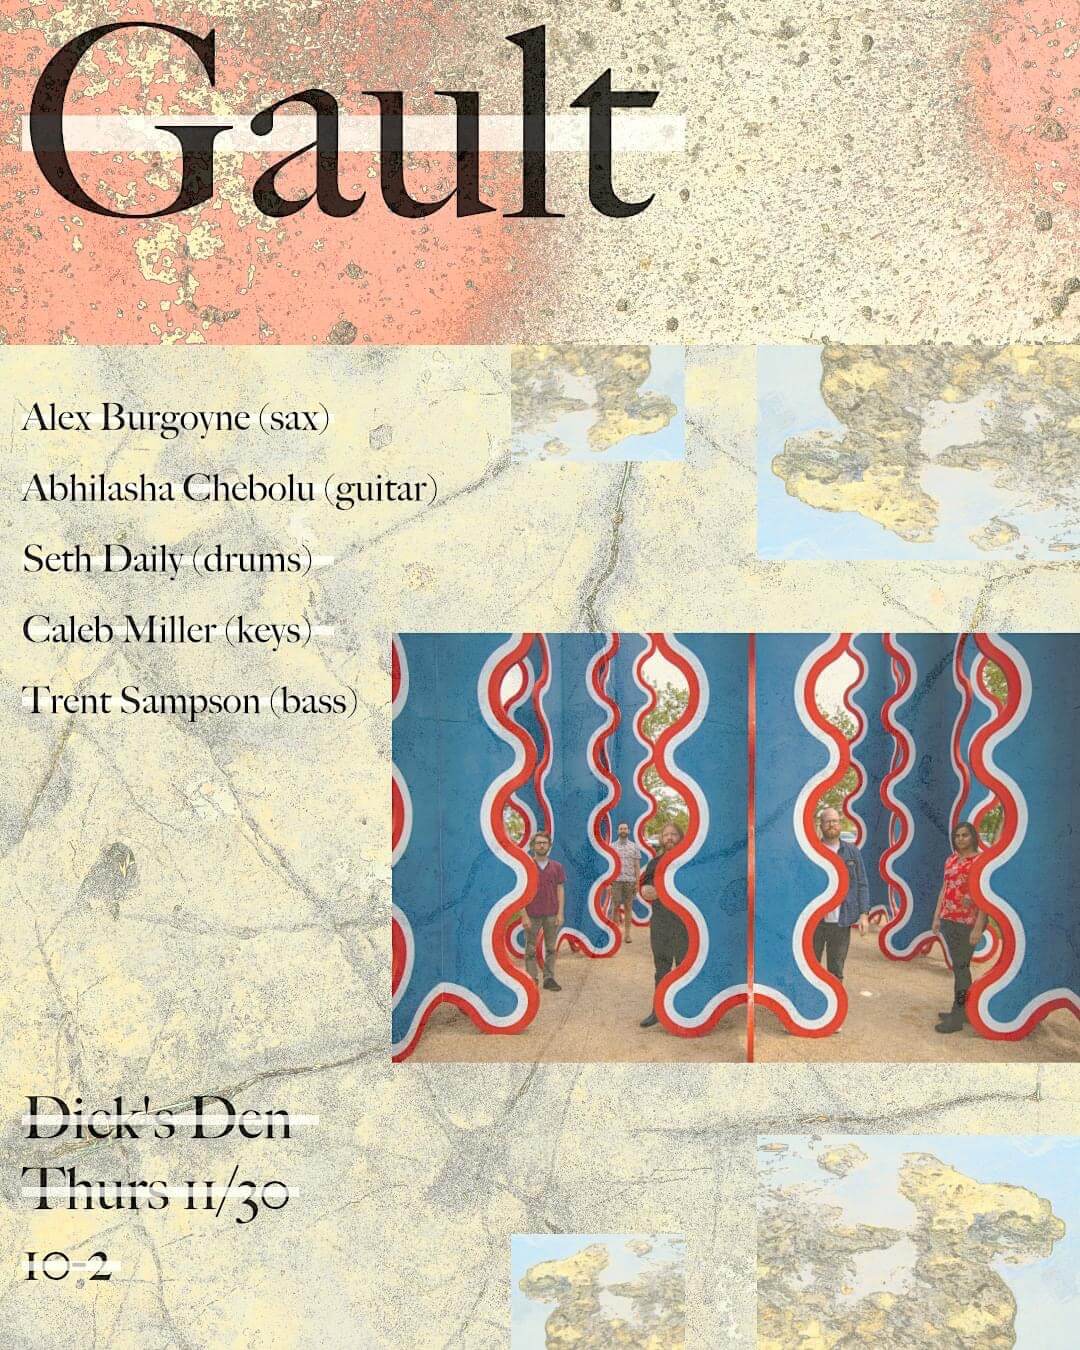 Gault
Alex Burgoyne (sax)
Abhilasha Chebolu (guitar)
Seth Daily (drums)
Caleb Miller (keys)
Trent Sampson (bass)
Dick's Den
Thurs 11/30
10-2